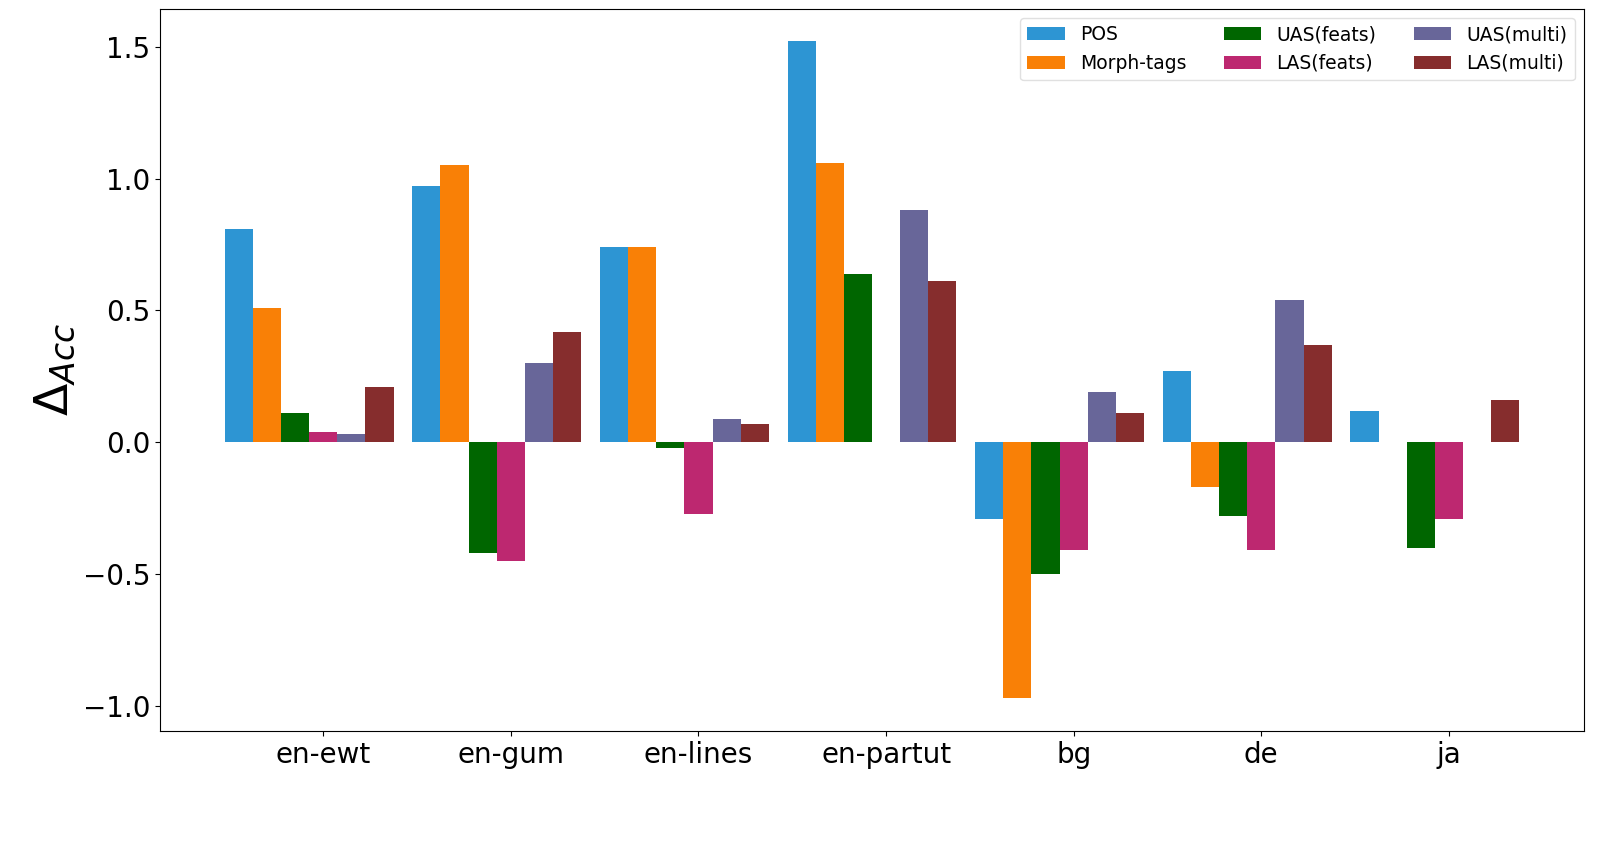 POS
Morph-tags
UAS(feats)
LAS(feats)
UAS(multi)
LAS(multi)
Δ_Acc
1.5
1.0
0.5
0.0
−0.5
−1.0
en-ewt en-gum en-lines en-partut bg de ja